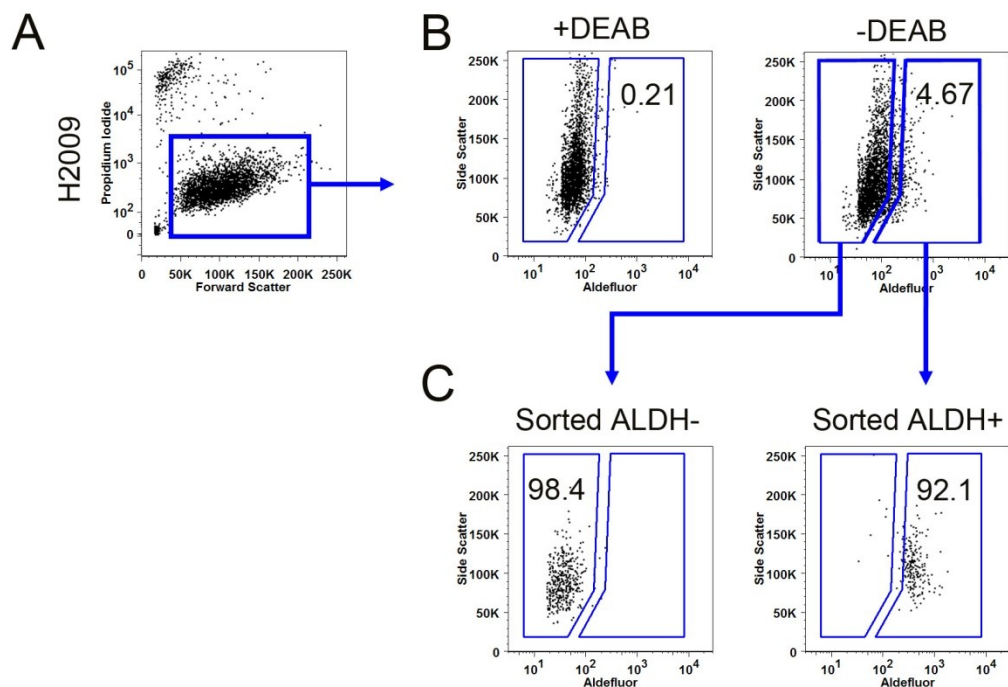 A
H2009
Propidium Iodide
10^5
10^4
10^3
10^2
0
0 50K 100K 150K 200K 250K
Forward Scatter
B
+DEAB
Side Scatter
250K
200K
150K
100K
50K
0
0.21
10^1 10^2 10^3 10^4
Aldefluor
-DEAB
Side Scatter
250K
200K
150K
100K
50K
0
4.67
10^1 10^2 10^3 10^4
Aldefluor
C
Sorted ALDH-
Side Scatter
250K
200K
150K
100K
50K
0
98.4
10^1 10^2 10^3 10^4
Aldefluor
Sorted ALDH+
Side Scatter
250K
200K
150K
100K
50K
0
92.1
10^1 10^2 10^3 10^4
Aldefluor